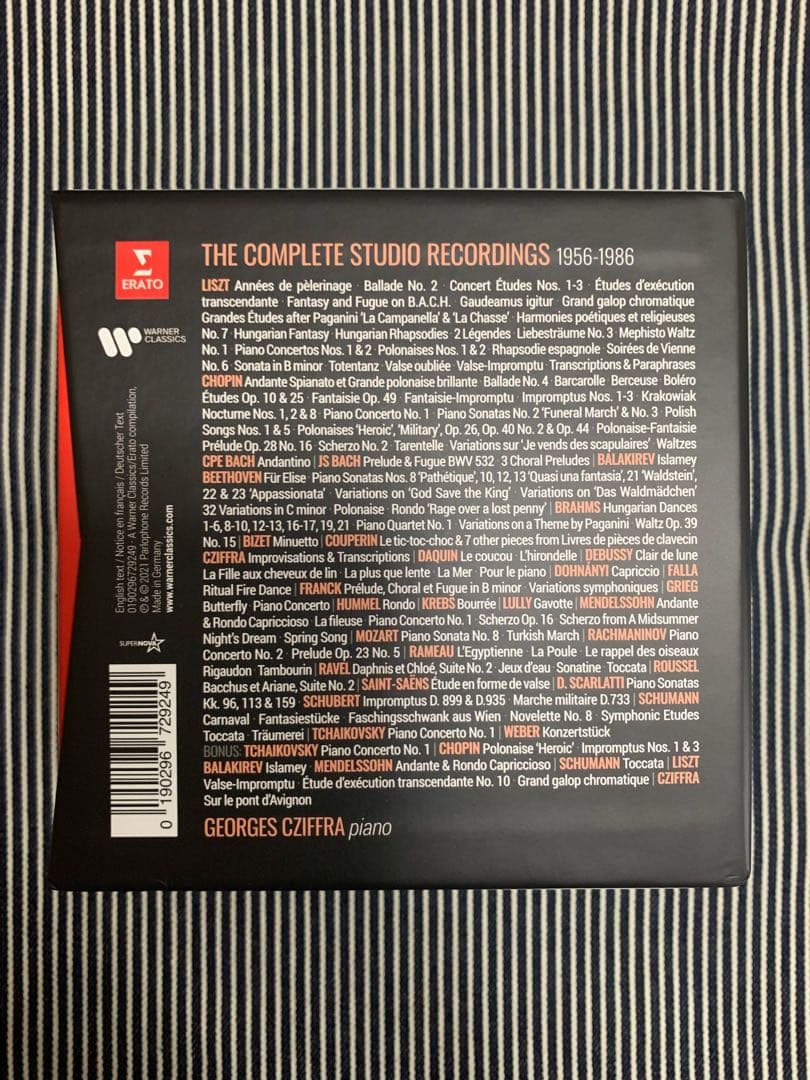 ERATO
WARNER
CLASSICS
THE COMPLETE STUDIO RECORDINGS 1956-1986
LISZT Années de pèlerinage · Ballade No. 2 · Concert Études Nos. 1-3 · Études d'exécution
transcendante · Fantasy and Fugue on B.A.C.H. · Gaudeamus igitur · Grand galop chromatique
Grandes Études after Paganini 'La Campanella' & 'La Chasse' · Harmonies poétiques et religieuses
No. 7 · Hungarian Fantasy · Hungarian Rhapsodies · 2 Légendes · Liebesträume No. 3 · Mephisto Waltz
No. 1 · Piano Concertos Nos. 1 & 2 · Polonaises Nos. 1 & 2 · Rhapsodie espagnole · Soirées de Vienne
No. 6 · Sonata in B minor · Totentanz · Valse oubliée · Valse-Impromptu · Transcriptions & Paraphrases
CHOPIN Andante Spianato et Grande polonaise brillante · Ballade No. 4 · Barcarolle · Berceuse · Boléro
Études Op. 10 & 25 · Fantaisie Op. 49 · Fantaisie-Impromptu · Impromptus Nos. 1-3 · Krakowiak
Nocturne Nos. 1, 2 & 8 · Piano Concerto No. 1 · Piano Sonatas No. 2 'Funeral March' & No. 3 · Polish
Songs Nos. 1 & 5 · Polonaises 'Heroic', 'Military', Op. 26, Op. 40 No. 2 & Op. 44 · Polonaise-Fantaisie
Prélude Op. 28 No. 16 · Scherzo No. 2 · Tarentelle · Variations sur 'Je vends des scapulaires' · Waltzes
CPE BACH Andantino | JS BACH Prelude & Fugue BWV 532 · 3 Choral Preludes | BALAKIREV Islamey
BEETHOVEN Für Elise · Piano Sonatas Nos. 8 'Pathétique', 10, 12, 13 'Quasi una fantasia', 21 'Waldstein',
22 & 23 'Appassionata' · Variations on 'God Save the King' · Variations on 'Das Waldmädchen'
32 Variations in C minor · Polonaise · Rondo 'Rage over a lost penny' | BRAHMS Hungarian Dances
1-6, 8-10, 12-13, 16-17, 19, 21 · Piano Quartet No. 1 · Variations on a Theme by Paganini · Waltz Op. 39
No. 15 | BIZET Minuetto | COUPERIN Le tic-toc-choc & 7 other pieces from Livres de pièces de clavecin
CZIFFRA Improvisations & Transcriptions | DAQUIN Le coucou · L'hirondelle | DEBUSSY Clair de lune
La Fille aux cheveux de lin · La plus que lente · La Mer · Pour le piano | DOHNÁNYI Capriccio | FALLA
Ritual Fire Dance | FRANCK Prélude, Choral et Fugue in B minor · Variations symphoniques | GRIEG
Butterfly · Piano Concerto | HUMMEL Rondo | KREBS Bourrée | LULLY Gavotte | MENDELSSOHN Andante
& Rondo Capriccioso · La fileuse · Piano Concerto No. 1 · Scherzo Op. 16 · Scherzo from A Midsummer
Night's Dream · Spring Song | MOZART Piano Sonata No. 8 · Turkish March | RACHMANINOV Piano
Concerto No. 2 · Prelude Op. 23 No. 5 | RAMEAU L'Egyptienne · La Poule · Le rappel des oiseaux
Rigaudon · Tambourin | RAVEL Daphnis et Chloé, Suite No. 2 · Jeux d'eau · Sonatine · Toccata | ROUSSEL
Bacchus et Ariane, Suite No. 2 | SAINT-SAËNS Étude en forme de valse | D. SCARLATTI Piano Sonatas
Kk. 96, 113 & 159 | SCHUBERT Impromptus D. 899 & D.935 · Marche militaire D.733 | SCHUMANN
Carnaval · Fantasiestücke · Faschingsschwank aus Wien · Novelette No. 8 · Symphonic Etudes
Toccata · Träumerei | TCHAIKOVSKY Piano Concerto No. 1 | WEBER Konzertstück
BONUS: TCHAIKOVSKY Piano Concerto No. 1 | CHOPIN Polonaise 'Heroic' · Impromptus Nos. 1 & 3
BALAKIREV Islamey | MENDELSSOHN Andante & Rondo Capriccioso | SCHUMANN Toccata | LISZT
Valse-Impromptu · Étude d'exécution transcendante No. 10 · Grand galop chromatique | CZIFFRA
Sur le pont d'Avignon
GEORGES CZIFFRA piano
English text / Notice en français / Deutscher Text
0190296729249 · A Warner Classics/Erato compilation,
℗ & © 2021 Parlophone Records Limited
Made in Germany
www.warnerclassics.com
SUPERNOVA
0 190296 729249